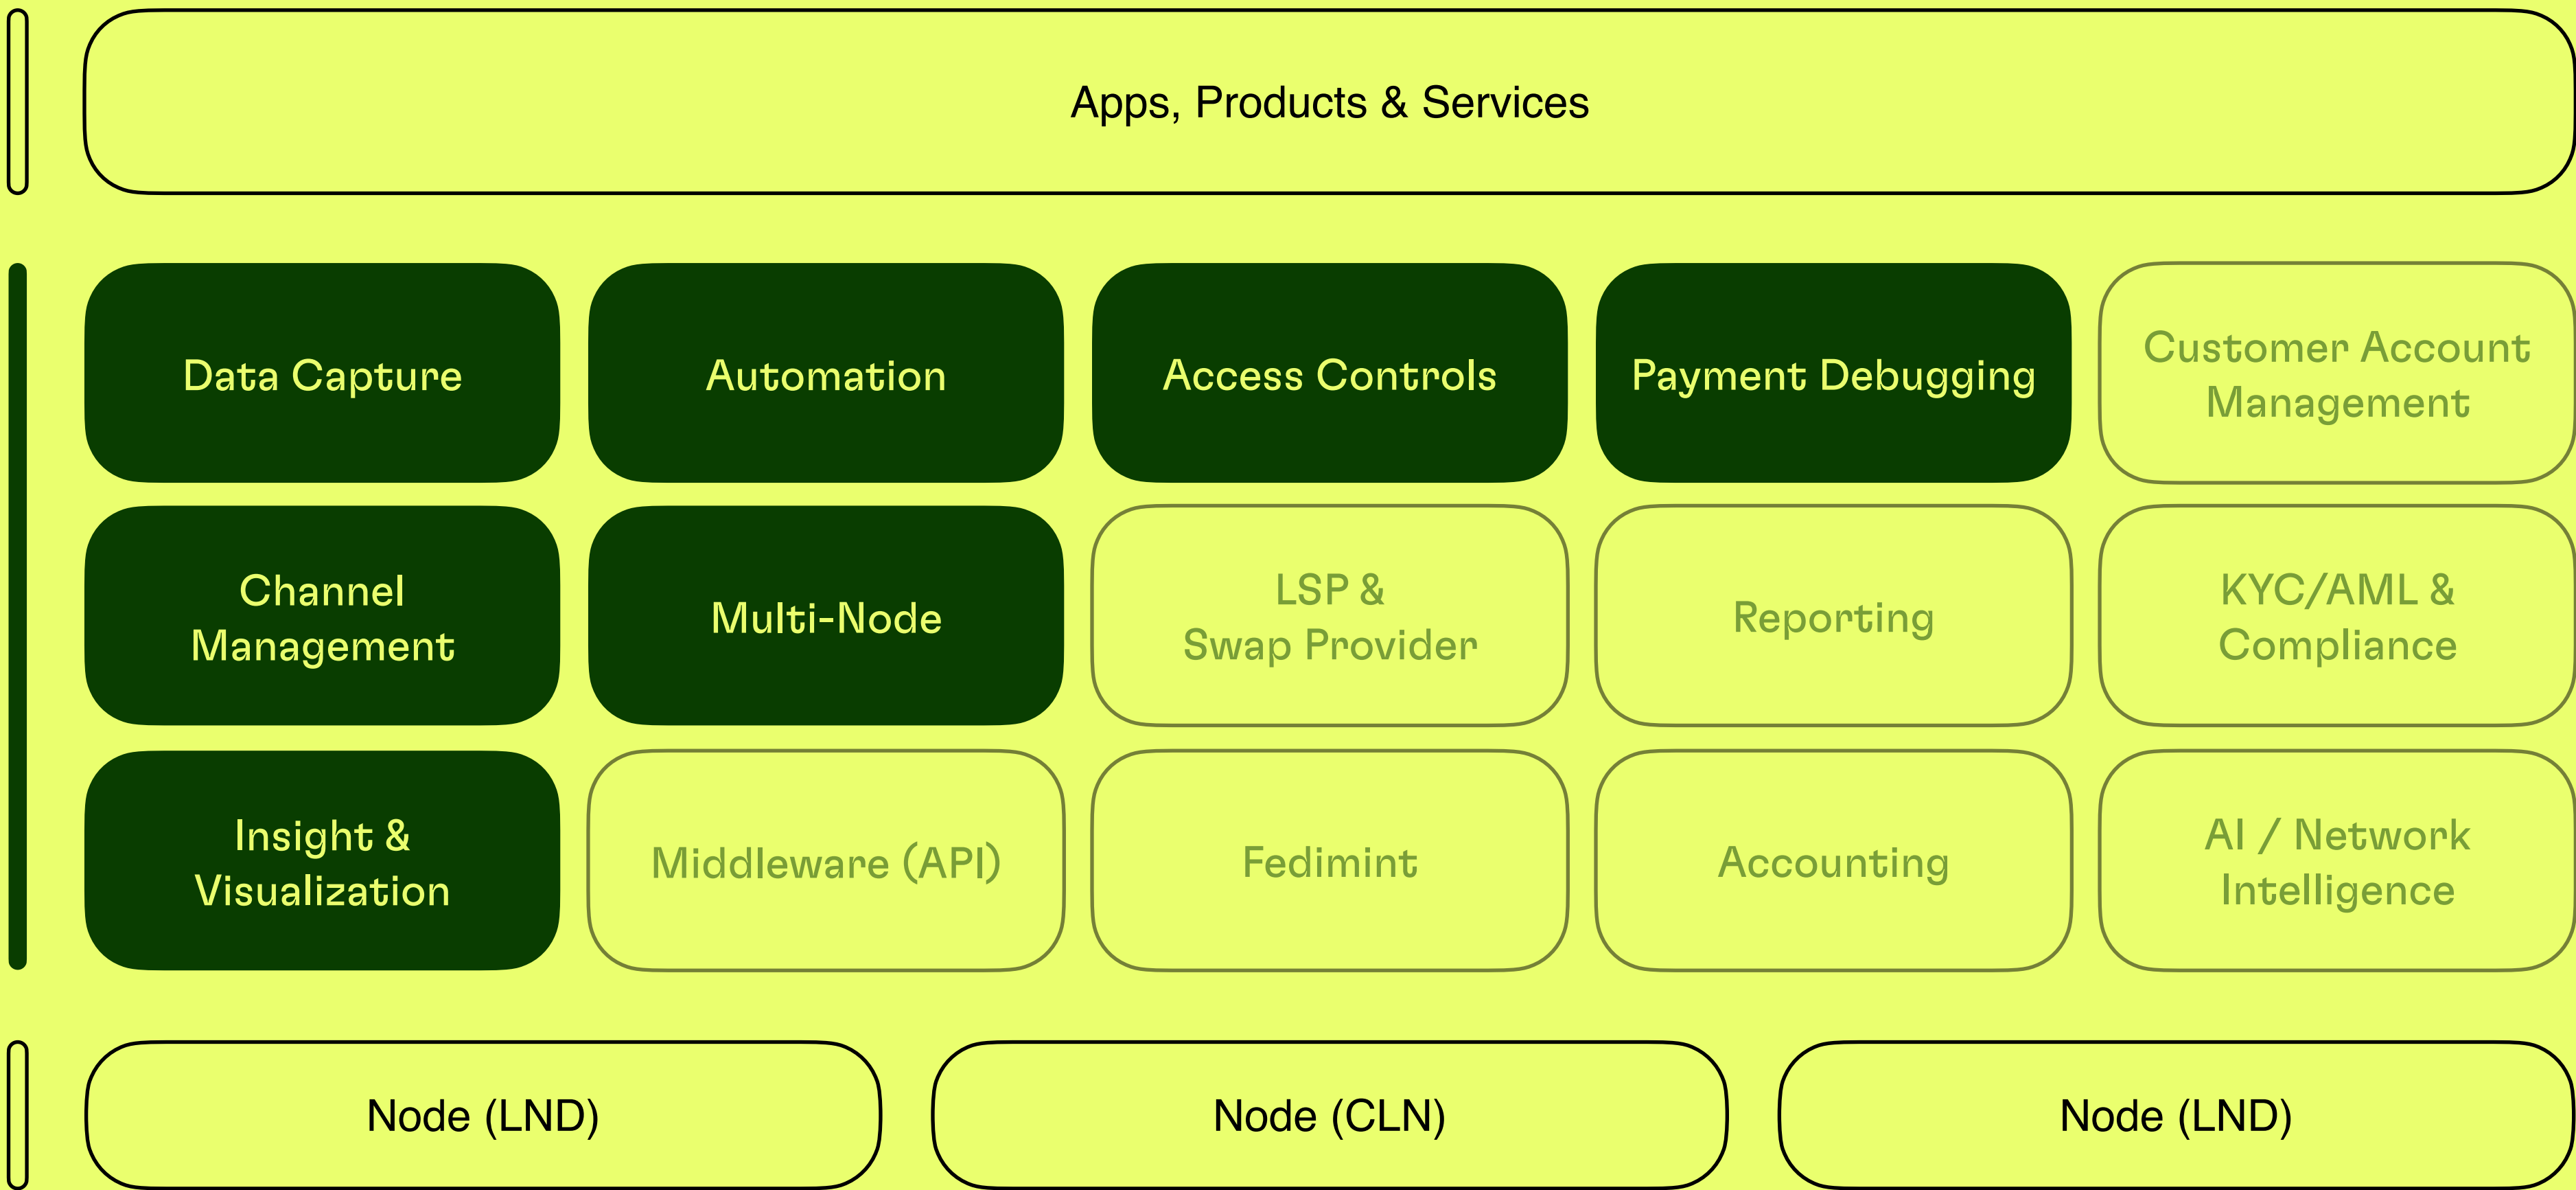 Apps, Products & Services
Data Capture
Automation
Access Controls
Payment Debugging
Customer Account
Management
Channel
Management
Multi-Node
LSP &
Swap Provider
Reporting
KYC/AML &
Compliance
Insight &
Visualization
Middleware (API)
Fedimint
Accounting
AI / Network
Intelligence
Node (LND)
Node (CLN)
Node (LND)